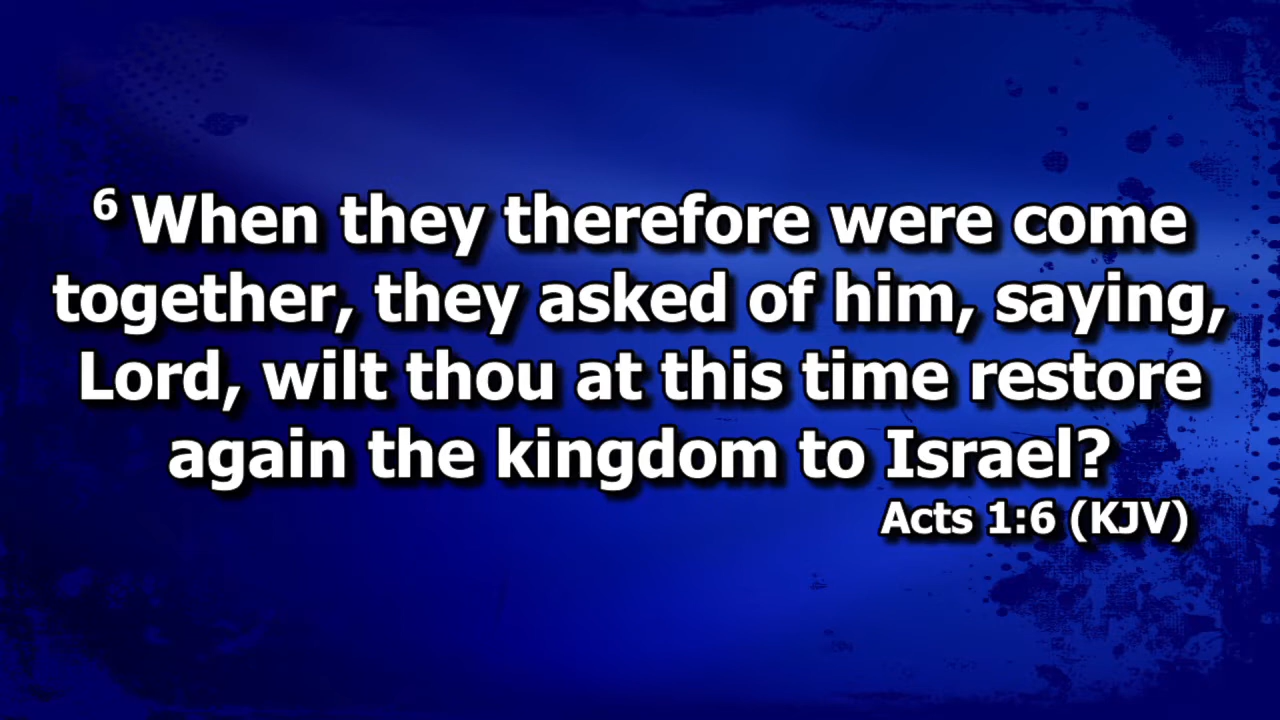 6 When they therefore were come
together, they asked of him, saying,
Lord, wilt thou at this time restore
again the kingdom to Israel?
Acts 1:6 (KJV)